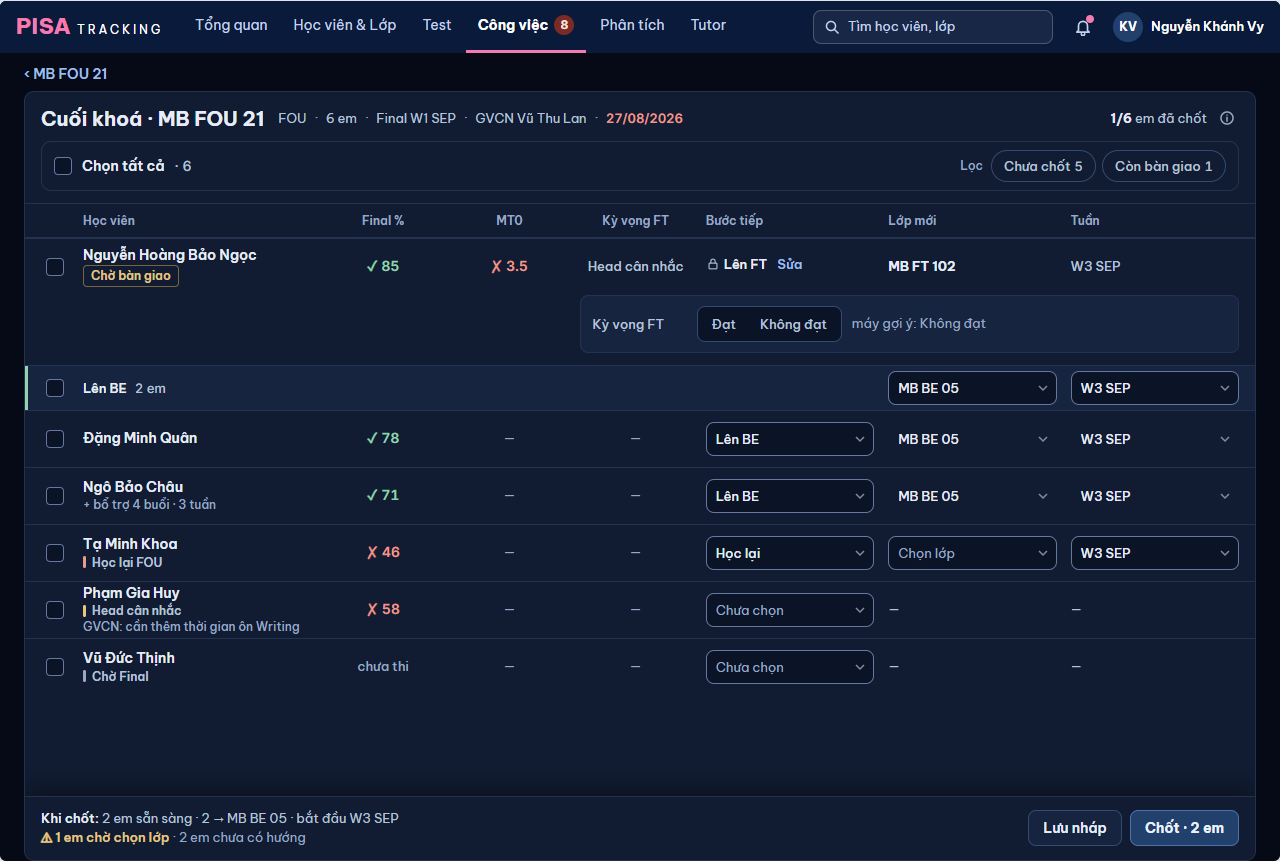 PISA TRACKING Tổng quan Học viên & Lớp Test Công việc 8 Phân tích Tutor Tìm học viên, lớp KV Nguyễn Khánh Vy
‹ MB FOU 21
Cuối khoá · MB FOU 21 FOU · 6 em · Final W1 SEP · GVCN Vũ Thu Lan · 27/08/2026 1/6 em đã chốt
Chọn tất cả · 6 Lọc Chưa chốt 5 Còn bàn giao 1
Học viên Final % MT0 Kỳ vọng FT Bước tiếp Lớp mới Tuần
Nguyễn Hoàng Bảo Ngọc
Chờ bàn giao ✓ 85 ✗ 3.5 Head cân nhắc Lên FT Sửa MB FT 102 W3 SEP
Kỳ vọng FT Đạt Không đạt máy gợi ý: Không đạt
Lên BE 2 em MB BE 05 W3 SEP
Đặng Minh Quân ✓ 78 – – Lên BE MB BE 05 W3 SEP
Ngô Bảo Châu ✓ 71 – – Lên BE MB BE 05 W3 SEP
+ bổ trợ 4 buổi · 3 tuần
Tạ Minh Khoa ✗ 46 – – Học lại Chọn lớp W3 SEP
Học lại FOU
Phạm Gia Huy
Head cân nhắc ✗ 58 – – Chưa chọn – –
GVCN: cần thêm thời gian ôn Writing
Vũ Đức Thịnh chưa thi – – Chưa chọn – –
Chờ Final
Khi chốt: 2 em sẵn sàng · 2 → MB BE 05 · bắt đầu W3 SEP
⚠ 1 em chờ chọn lớp · 2 em chưa có hướng
Lưu nháp Chốt · 2 em